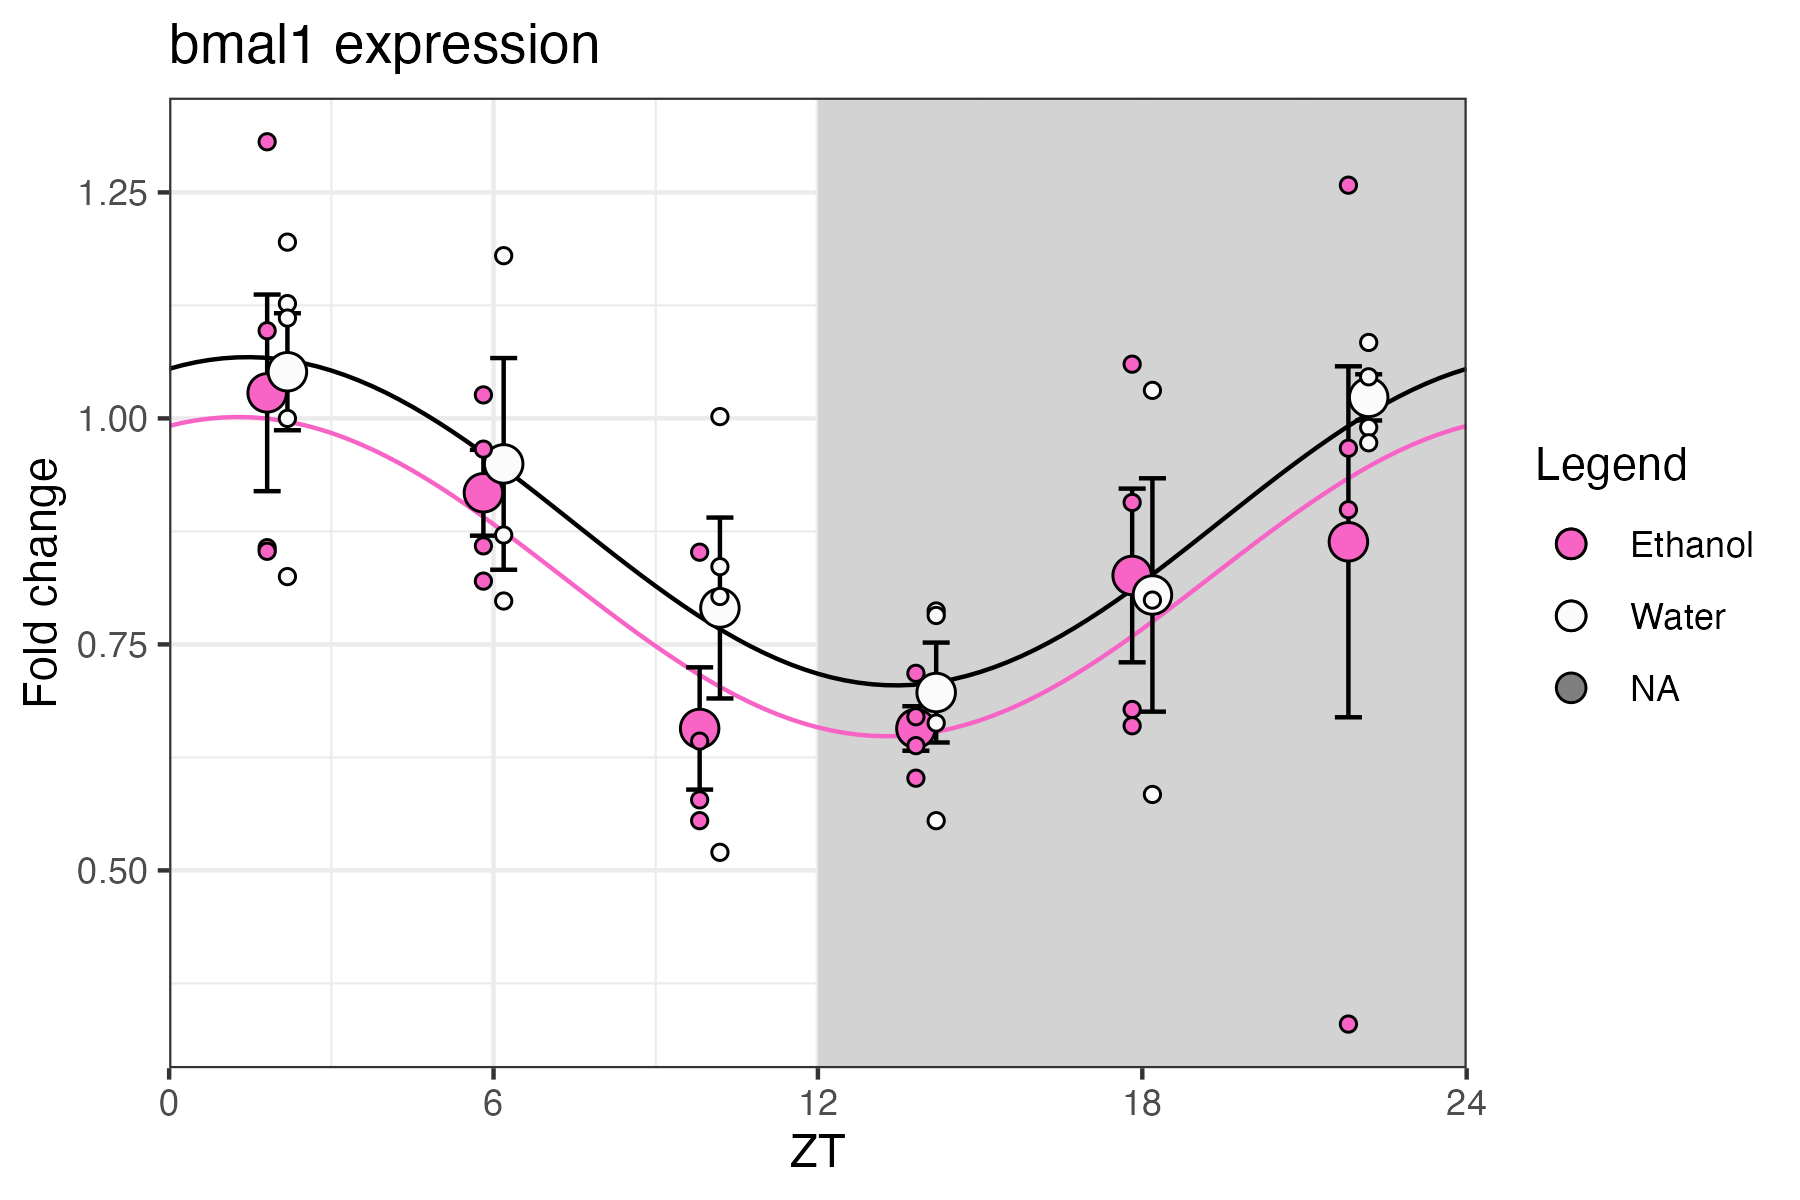 bmal1 expression
Fold change
1.25
1.00
0.75
0.50
0 6 12 18 24
ZT
Legend
Ethanol
Water
NA